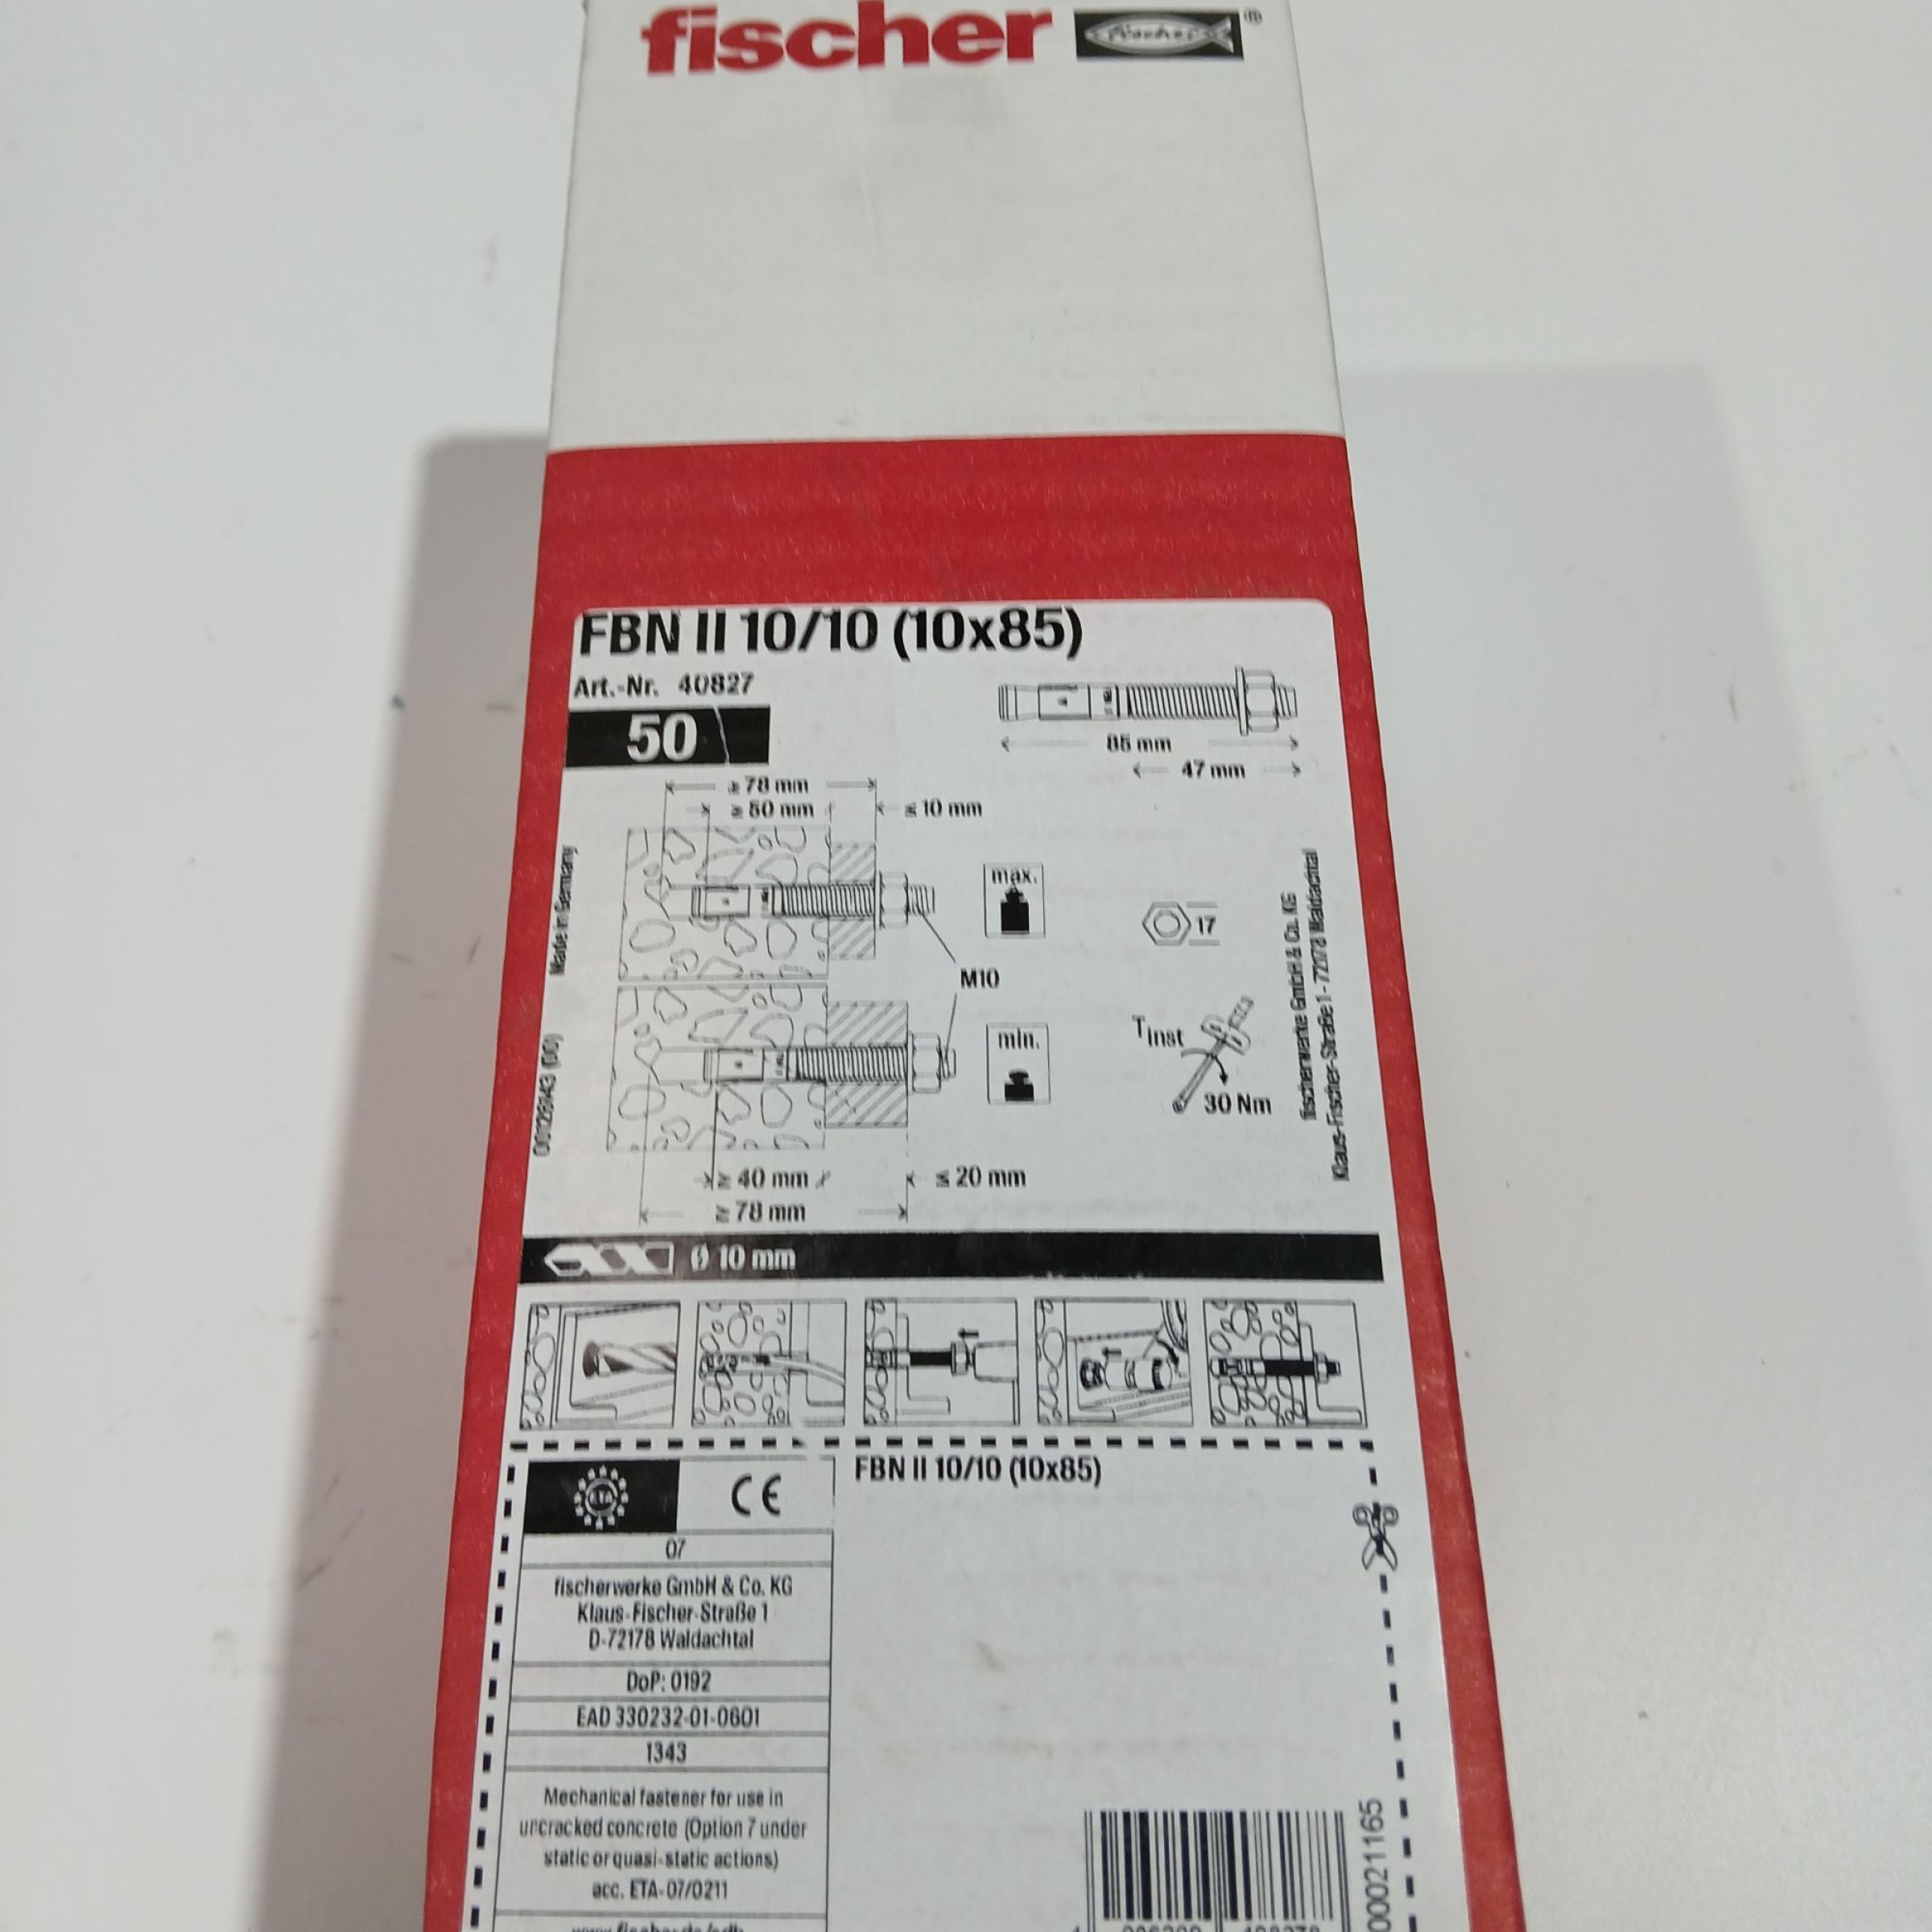 fischer fischer ®
FBN II 10/10 (10x85)
Art.-Nr. 40827
50
85 mm
47 mm
≥ 78 mm
≥ 50 mm
≤ 10 mm
Made in Germany
max.
17
M10
fischerwerke GmbH & Co. KG
Klaus-Fischer-Straße 1 - 72178 Waldachtal
min.
Tinst
30 Nm
≥ 40 mm
≤ 20 mm
≥ 78 mm
Ø 10 mm
FBN II 10/10 (10x85)
ETA
CE
07
fischerwerke GmbH & Co. KG
Klaus-Fischer-Straße 1
D-72178 Waldachtal
DoP: 0192
EAD 330232-01-0601
1343
Mechanical fastener for use in
uncracked concrete (Option 7 under
static or quasi-static actions)
acc. ETA-07/0211